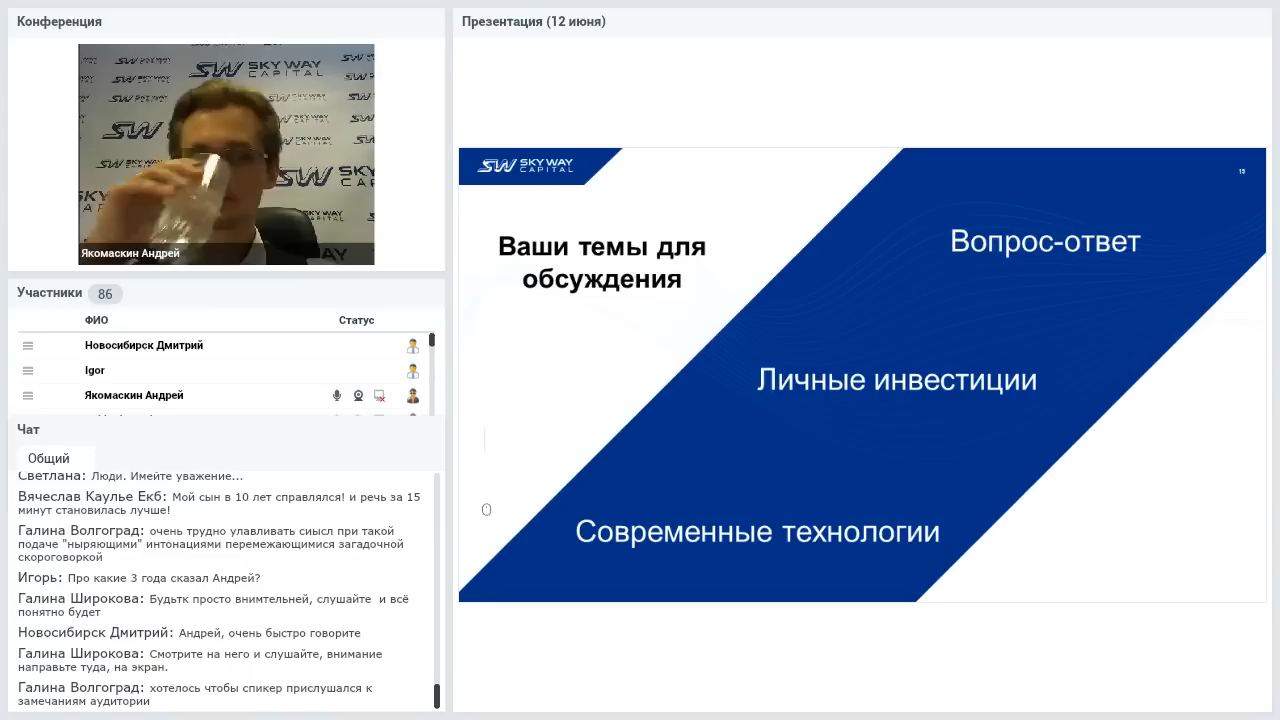 Конференция
SKY WAY
CAPITAL
Якомаскин Андрей
Участники 86
ФИО Статус
Новосибирск Дмитрий
Igor
Якомаскин Андрей
Чат
Общий
Светлана: Люди. Имейте уважение...
Вячеслав Каулье Екб: Мой сын в 10 лет справлялся! и речь за 15
минут становилась лучше!
Галина Волгоград: очень трудно улавливать сиысл при такой
подаче "ныряющими" интонациями перемежающимися загадочной
скороговоркой
Игорь: Про какие 3 года сказал Андрей?
Галина Широкова: Будьтк просто внимтельней, слушайте и всё
понятно будет
Новосибирск Дмитрий: Андрей, очень быстро говорите
Галина Широкова: Смотрите на него и слушайте, внимание
направьте туда, на экран.
Галина Волгоград: хотелось чтобы спикер прислушался к
замечаниям аудитории
Презентация (12 июня)
SW SKY WAY
CAPITAL
Ваши темы для
обсуждения
Вопрос-ответ
Личные инвестиции
Современные технологии